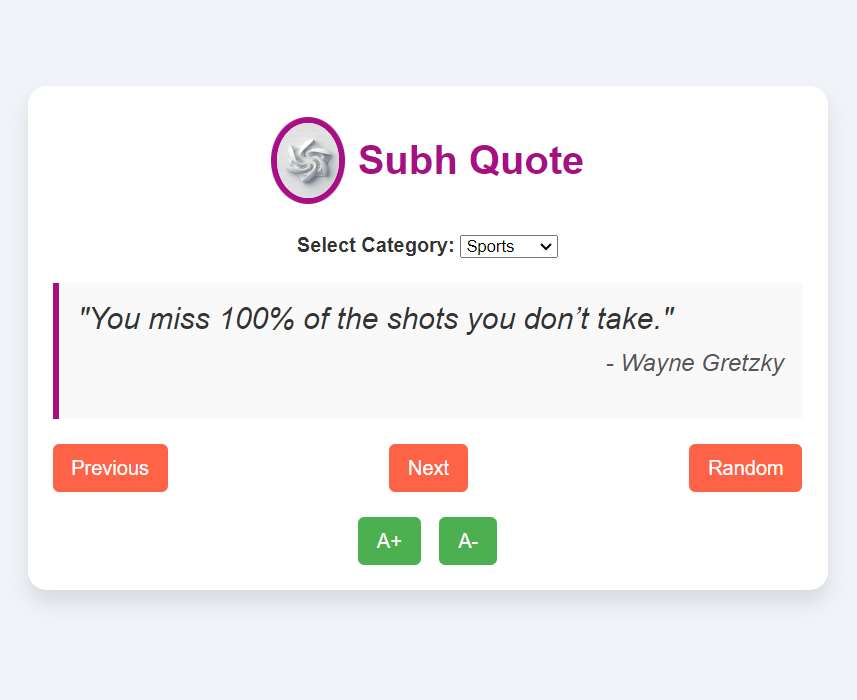 Subh Quote
Select Category: Sports
"You miss 100% of the shots you don’t take."
- Wayne Gretzky
Previous Next Random
A+ A-